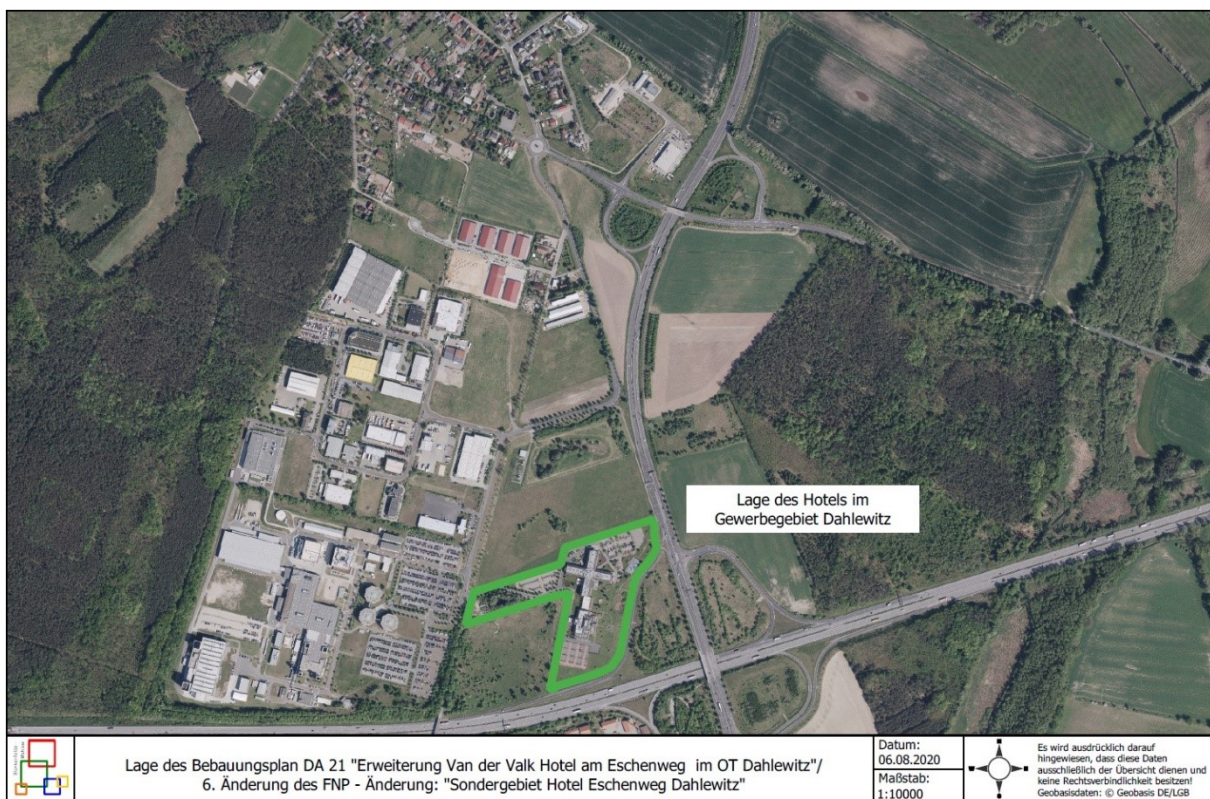 Lage des Hotels im
Gewerbegebiet Dahlewitz
Lage des Bebauungsplan DA 21 "Erweiterung Van der Valk Hotel am Eschenweg im OT Dahlewitz"/
6. Änderung des FNP - Änderung: "Sondergebiet Hotel Eschenweg Dahlewitz"
Datum:
06.08.2020
Maßstab:
1:10000
Es wird ausdrücklich darauf
hingewiesen, dass diese Daten
ausschließlich der Übersicht dienen und
keine Rechtsverbindlichkeit besitzen!
Geobasisdaten: © Geobasis DE/LGB